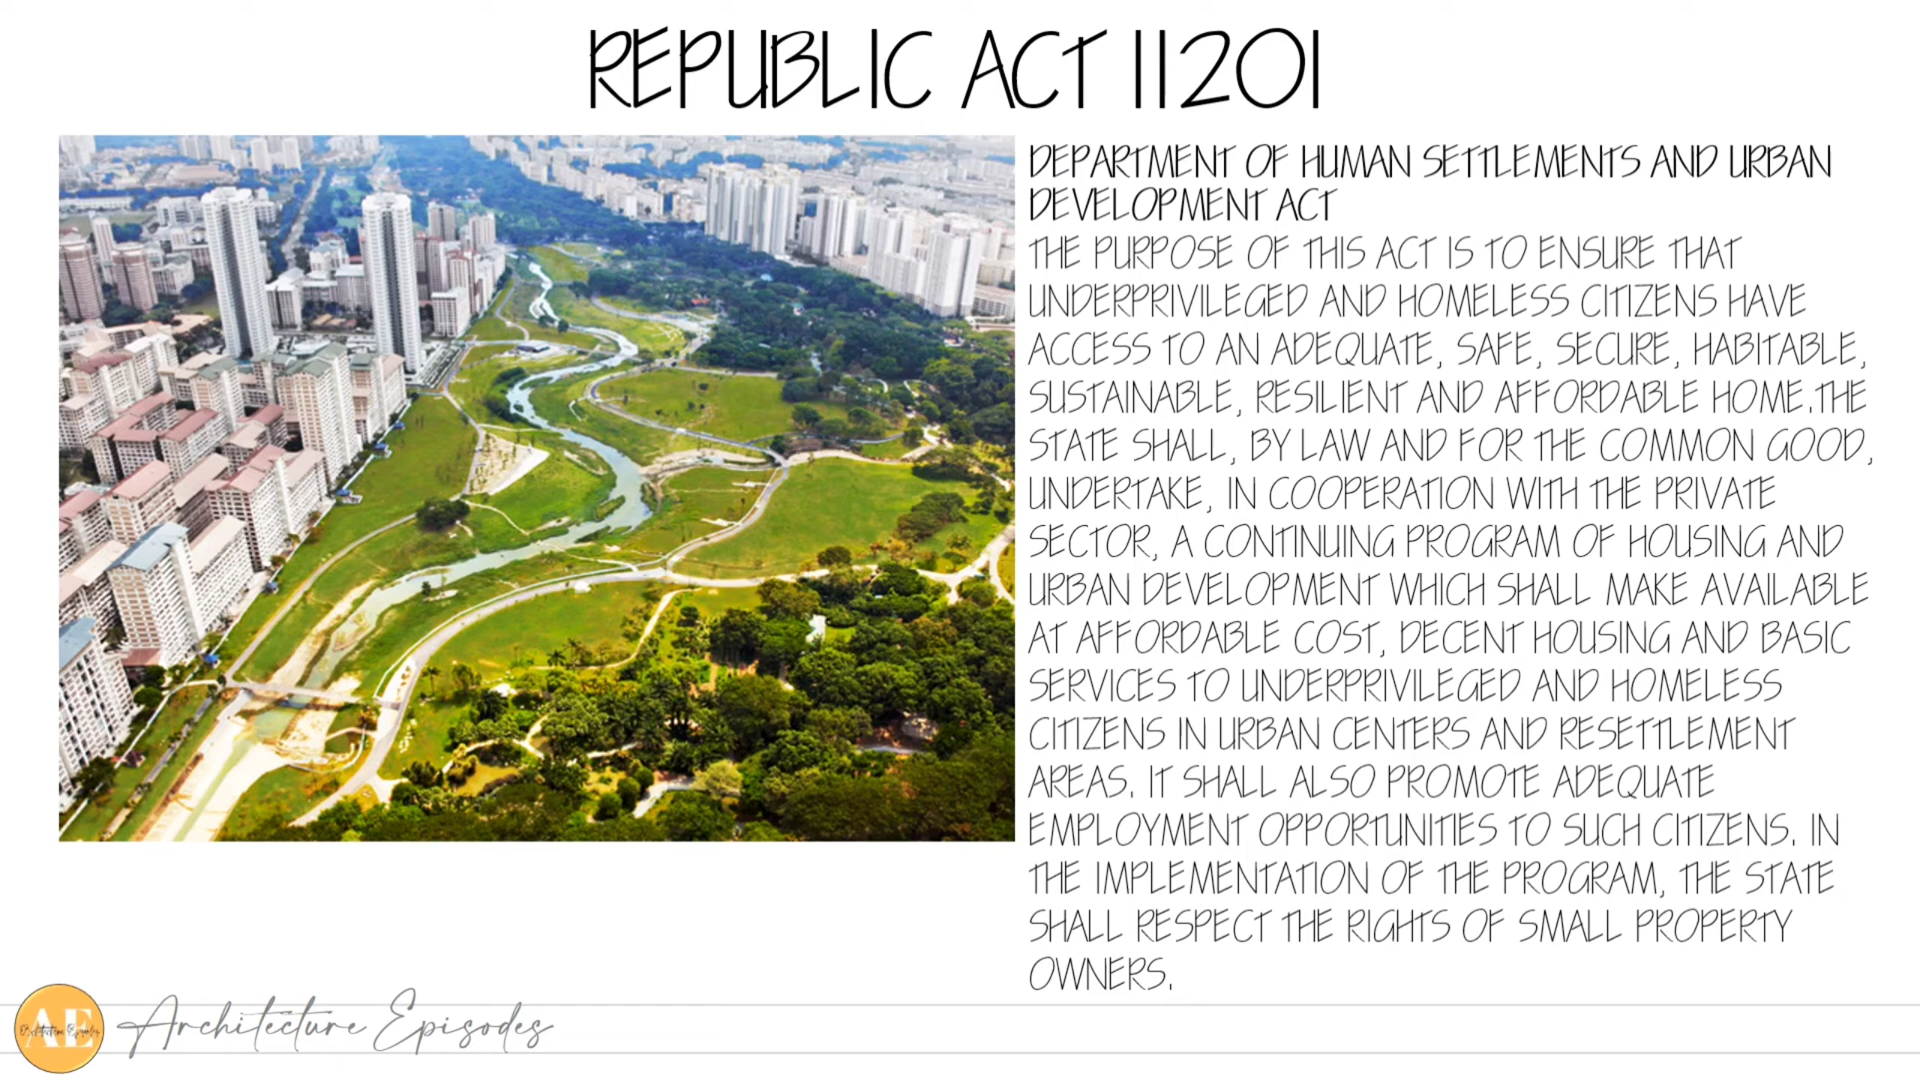 REPUBLIC ACT 11201
DEPARTMENT OF HUMAN SETTLEMENTS AND URBAN
DEVELOPMENT ACT
THE PURPOSE OF THIS ACT IS TO ENSURE THAT
UNDERPRIVILEGED AND HOMELESS CITIZENS HAVE
ACCESS TO AN ADEQUATE, SAFE, SECURE, HABITABLE,
SUSTAINABLE, RESILIENT AND AFFORDABLE HOME.THE
STATE SHALL, BY LAW AND FOR THE COMMON GOOD,
UNDERTAKE, IN COOPERATION WITH THE PRIVATE
SECTOR, A CONTINUING PROGRAM OF HOUSING AND
URBAN DEVELOPMENT WHICH SHALL MAKE AVAILABLE
AT AFFORDABLE COST, DECENT HOUSING AND BASIC
SERVICES TO UNDERPRIVILEGED AND HOMELESS
CITIZENS IN URBAN CENTERS AND RESETTLEMENT
AREAS. IT SHALL ALSO PROMOTE ADEQUATE
EMPLOYMENT OPPORTUNITIES TO SUCH CITIZENS. IN
THE IMPLEMENTATION OF THE PROGRAM, THE STATE
SHALL RESPECT THE RIGHTS OF SMALL PROPERTY
OWNERS.
AE
Architecture Episodes